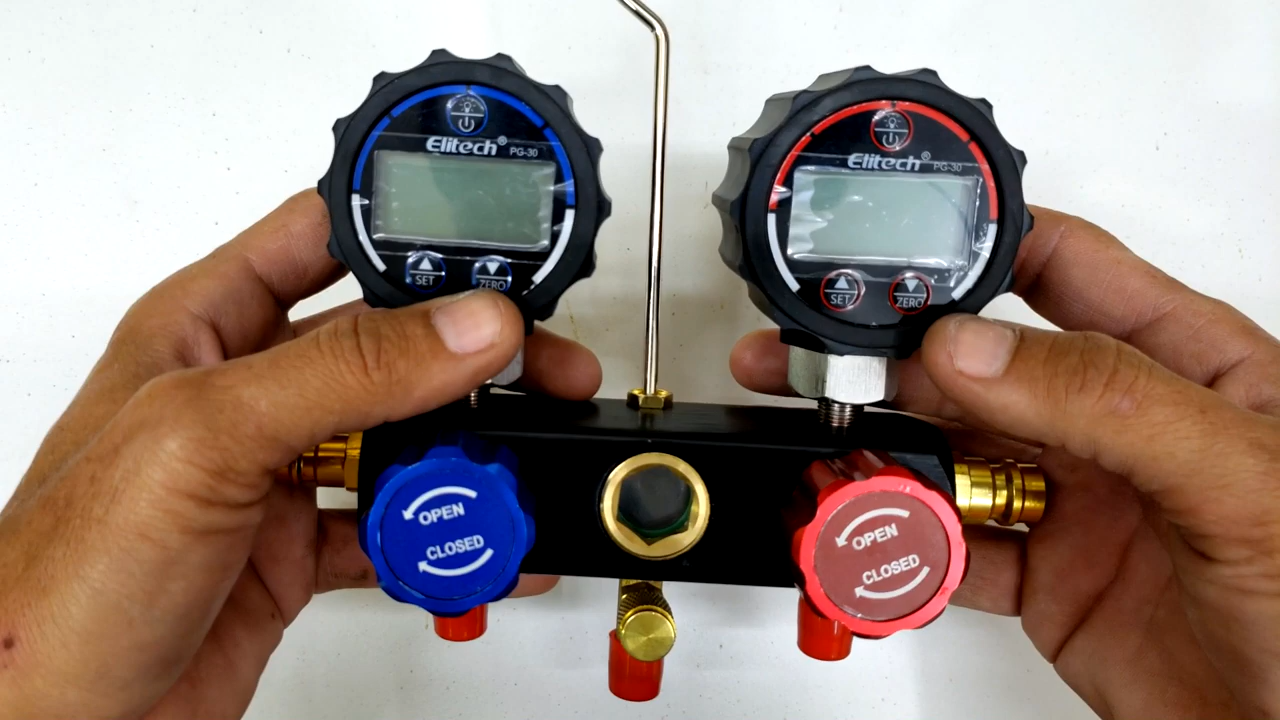 Elitech® PG-30
SET
ZERO
Elitech® PG-30
SET
ZERO
OPEN
CLOSED
OPEN
CLOSED